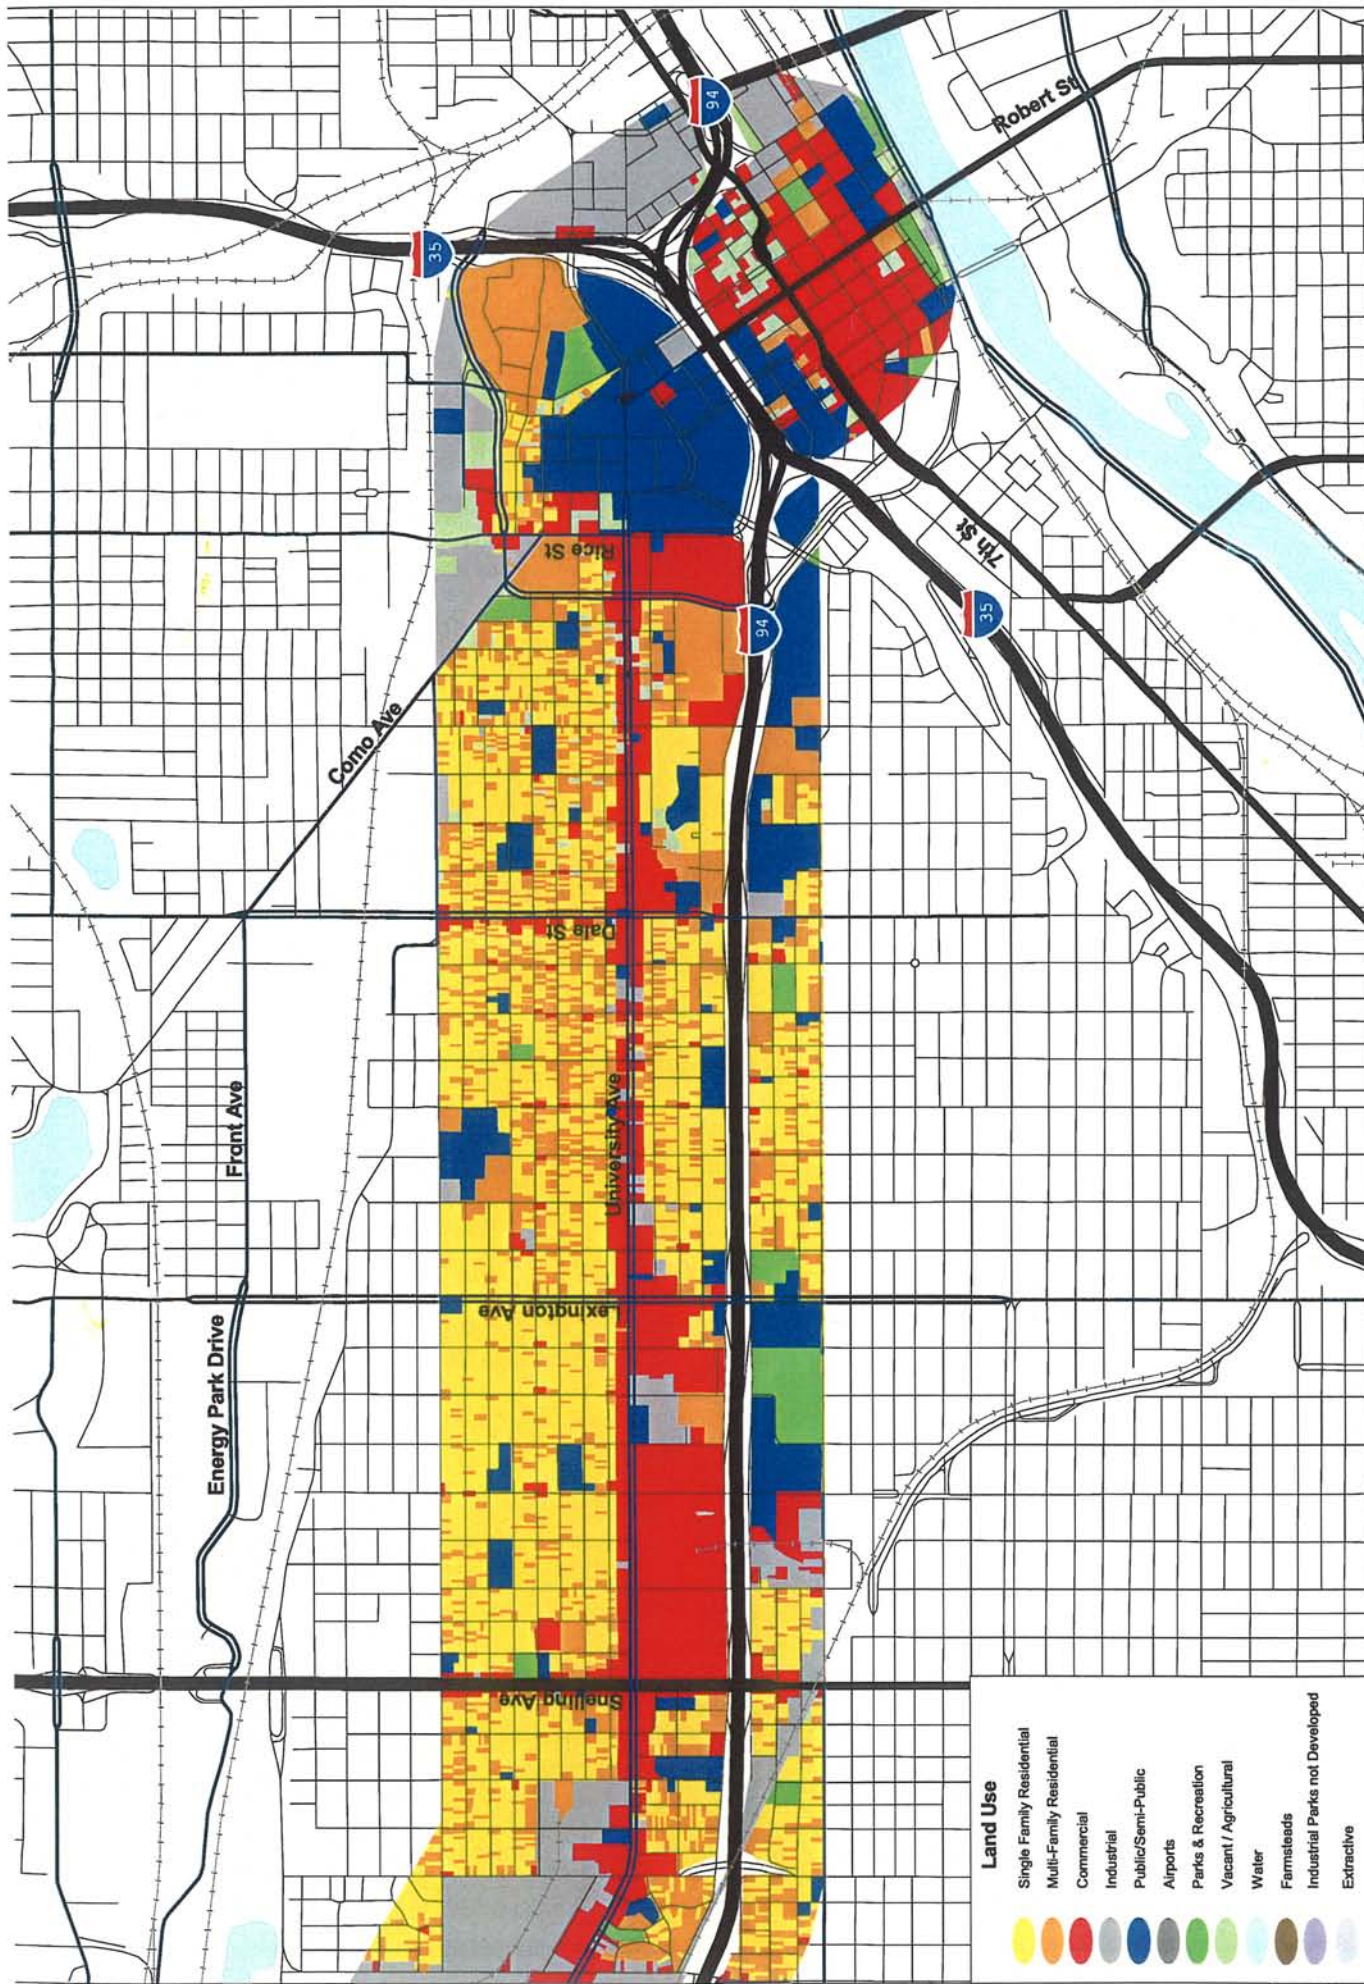 94
Robert St
35
Rice St
7th St
94
35
Como Ave
Dale St
Front Ave
University Ave
Lexington Ave
Energy Park Drive
Snelling Ave
Land Use
Single Family Residential
Multi-Family Residential
Commercial
Industrial
Public/Semi-Public
Airports
Parks & Recreation
Vacant / Agricultural
Water
Farmsteads
Industrial Parks not Developed
Extractive